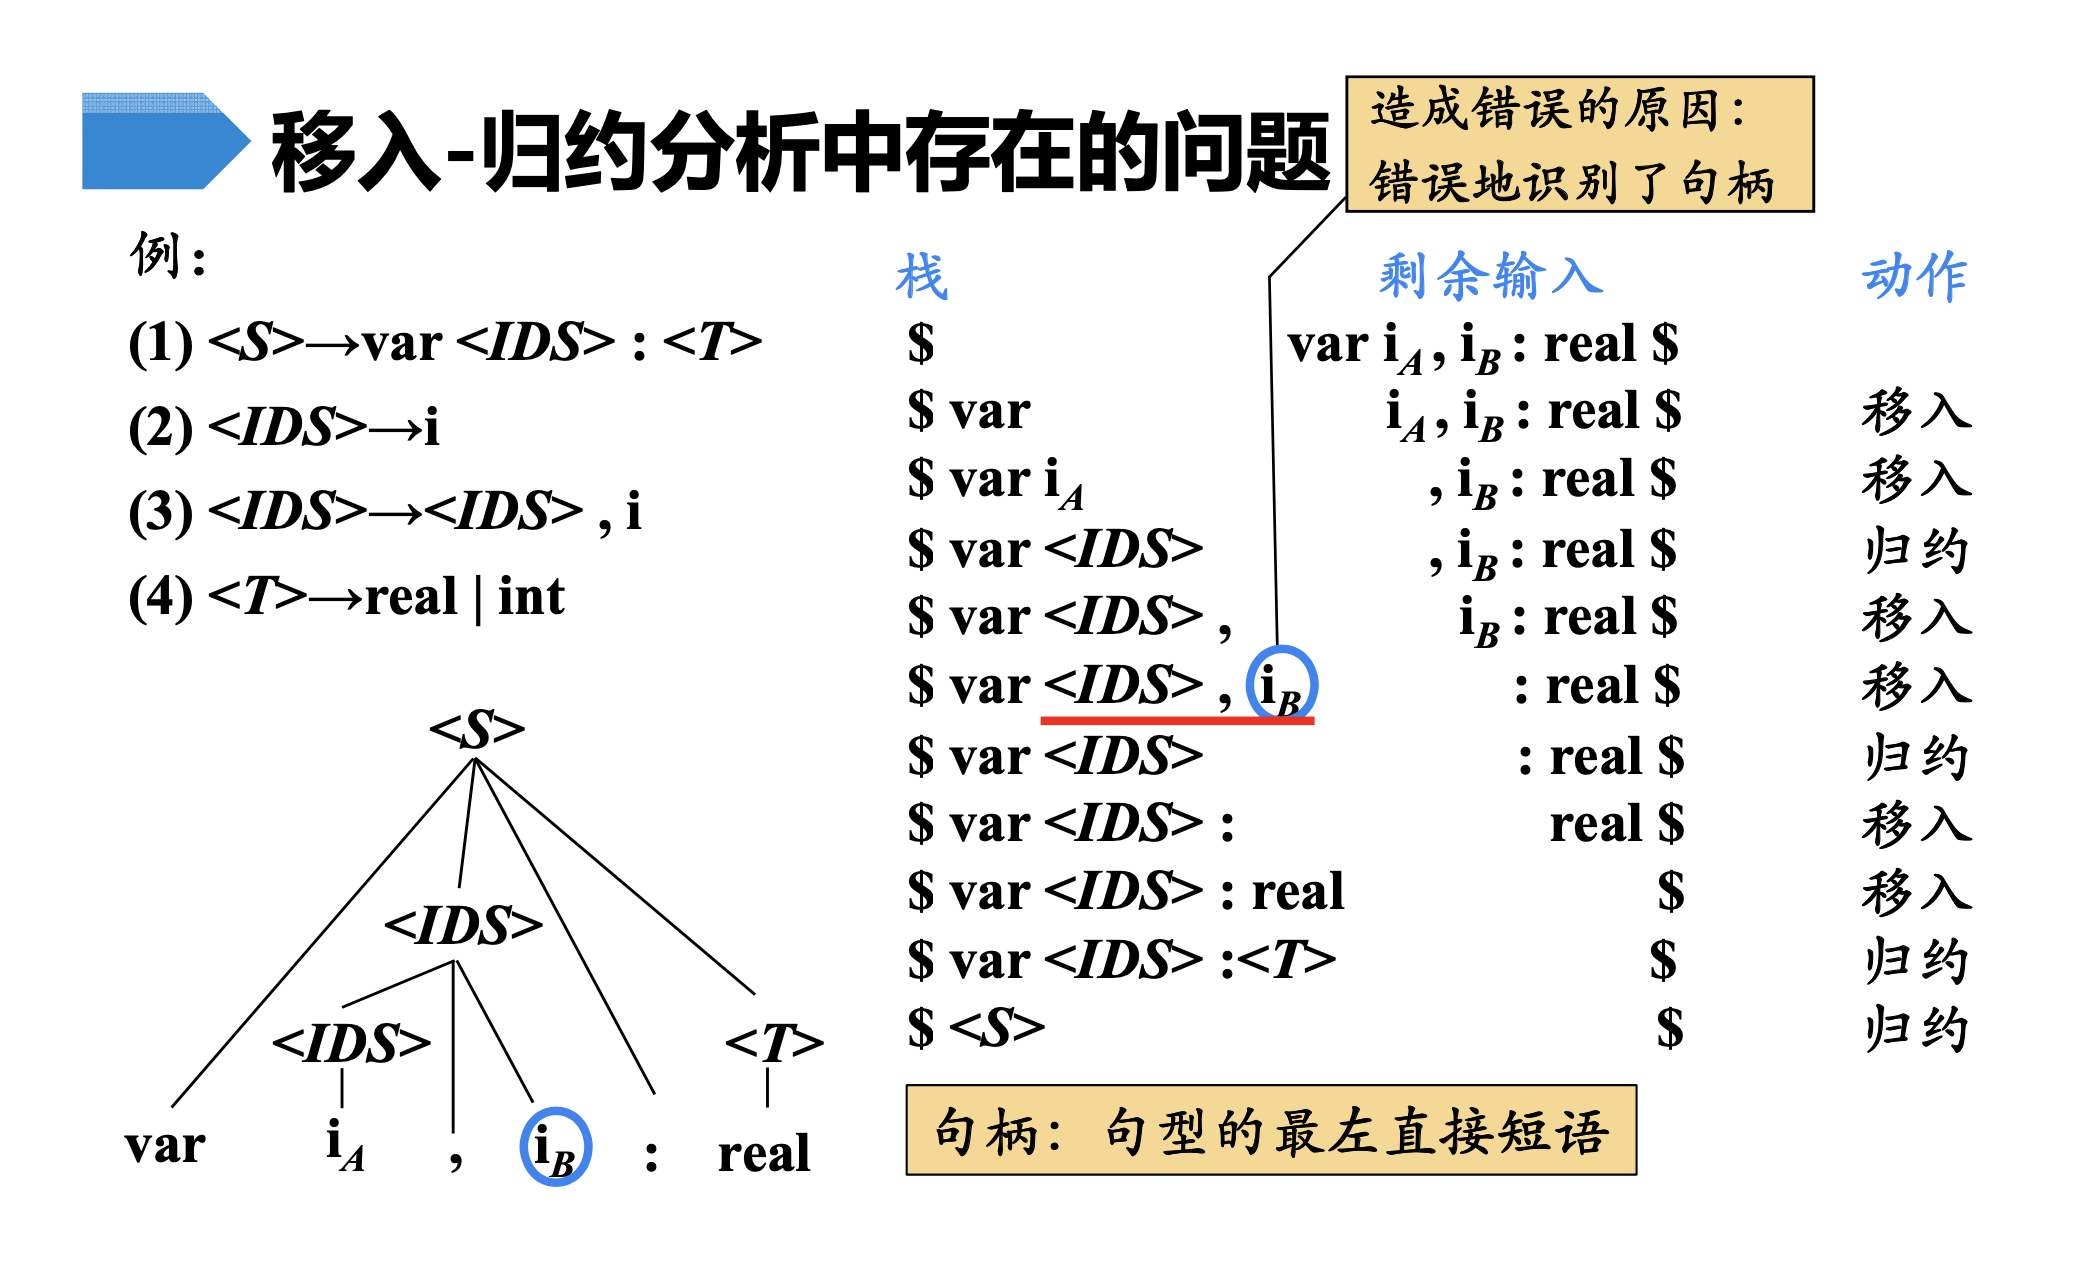 移入-归约分析中存在的问题
造成错误的原因：
错误地识别了句柄
例：
(1) <S>→var <IDS> : <T>
(2) <IDS>→i
(3) <IDS>→<IDS> , i
(4) <T>→real | int
<S>
<IDS>
<IDS> <T>
var iA , iB : real
栈 剩余输入 动作
$ var iA , iB : real $
$ var iA , iB : real $ 移入
$ var iA , iB : real $ 移入
$ var <IDS> , iB : real $ 归约
$ var <IDS> , iB : real $ 移入
$ var <IDS> , iB : real $ 移入
$ var <IDS> : real $ 归约
$ var <IDS> : real $ 移入
$ var <IDS> : real $ 移入
$ var <IDS> :<T> $ 归约
$ <S> $ 归约
句柄：句型的最左直接短语